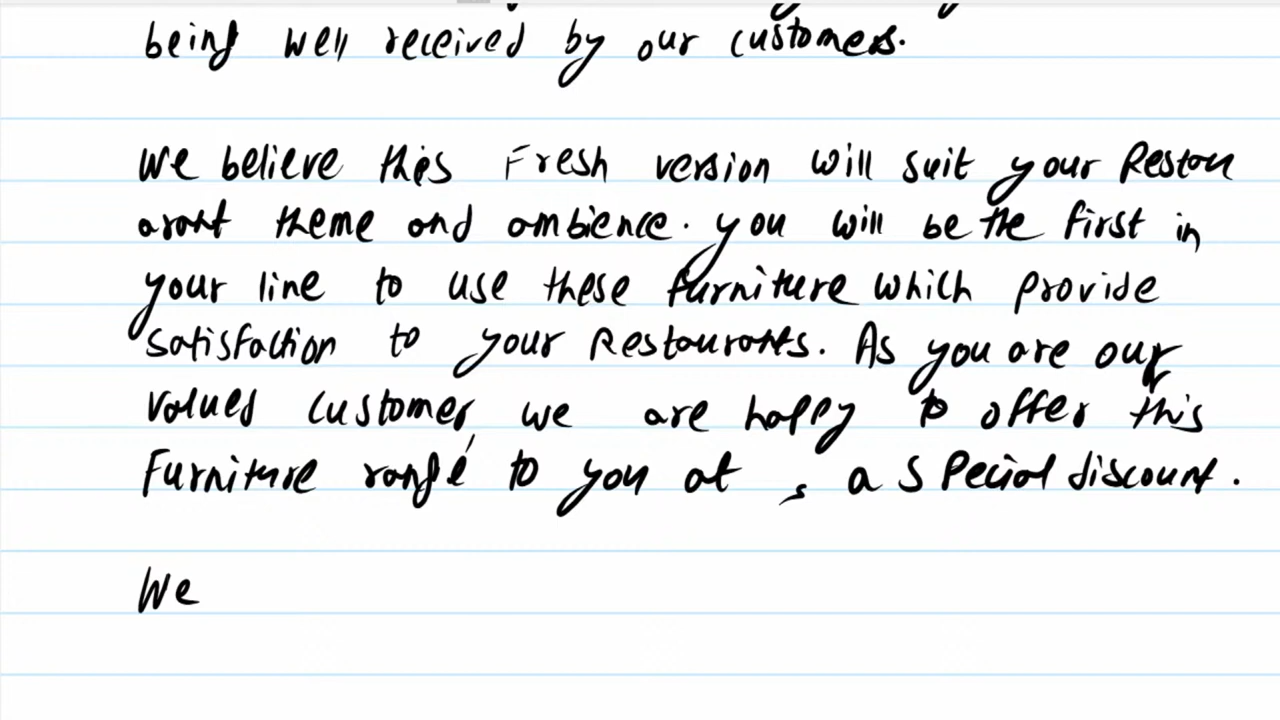 being well received by our customers.
We believe this Fresh version will suit your Restau
arant theme and ambience. you will be the first in
your line to use these furniture which provide
satisfaction to your Restaurants. As you are our
valued customer, we are happy to offer this
Furniture range to you at a special discount.
We